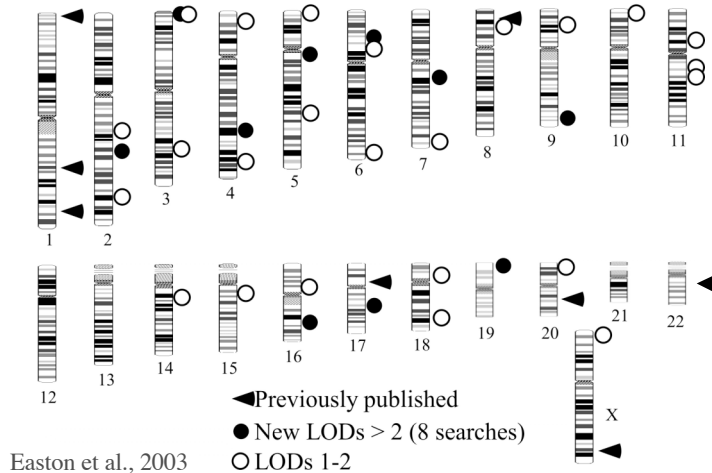 1 2 3 4 5 6 7 8 9 10 11
12 13 14 15 16 17 18 19 20 21 22
X
Previously published
New LODs > 2 (8 searches)
LODs 1-2
Easton et al., 2003